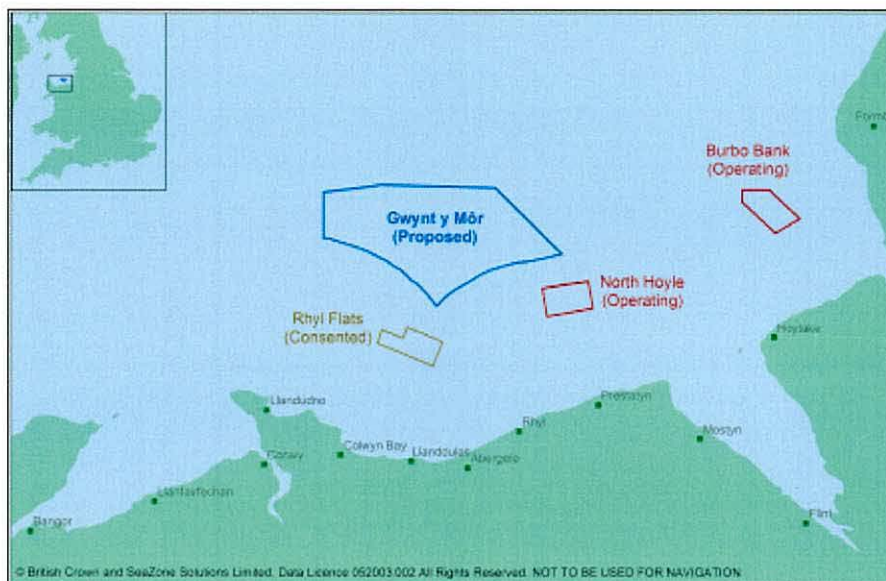 Formby
Burbo Bank
(Operating)
Gwynt y Môr
(Proposed)
North Hoyle
(Operating)
Rhyl Flats
(Consented)
Hoylake
Llandudno
Prestatyn
Rhyl
Mostyn
Colwyn Bay
Llanddulas
Conwy
Abergele
Llanfairfechan
Bangor
Flint
© British Crown and SeaZone Solutions Limited. Data Licence 052003.002 All Rights Reserved. NOT TO BE USED FOR NAVIGATION